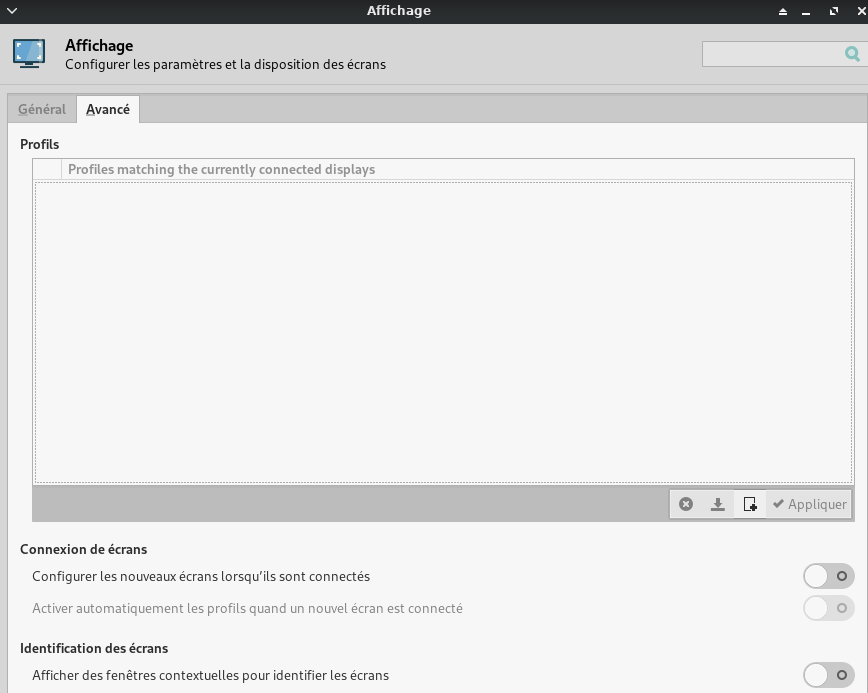 Affichage
Affichage
Configurer les paramètres et la disposition des écrans
Général
Avancé
Profils
Profiles matching the currently connected displays
Appliquer
Connexion de écrans
Configurer les nouveaux écrans lorsqu’ils sont connectés
Activer automatiquement les profils quand un nouvel écran est connecté
Identification des écrans
Afficher des fenêtres contextuelles pour identifier les écrans